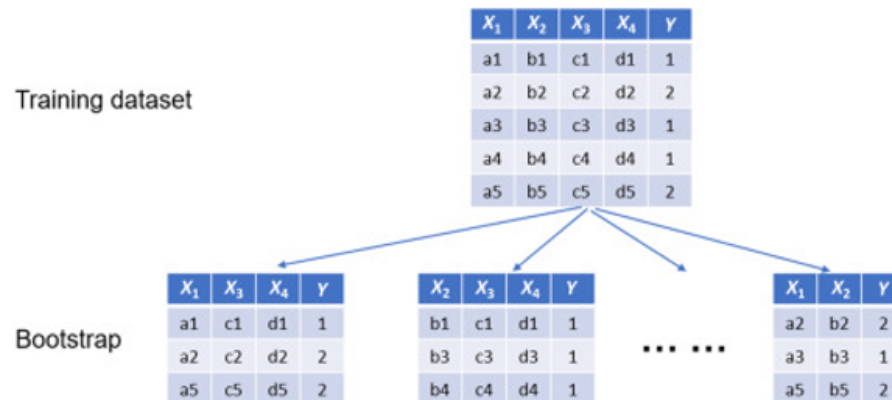 X1 X2 X3 X4 Y
a1 b1 c1 d1 1
Training dataset
a2 b2 c2 d2 2
a3 b3 c3 d3 1
a4 b4 c4 d4 1
a5 b5 c5 d5 2
X1 X3 X4 Y
a1 c1 d1 1
a2 c2 d2 2
a5 c5 d5 2
X2 X3 X4 Y
b1 c1 d1 1
b3 c3 d3 1
b4 c4 d4 1
... ...
X1 X2 Y
a2 b2 2
a3 b3 1
a5 b5 2
Bootstrap